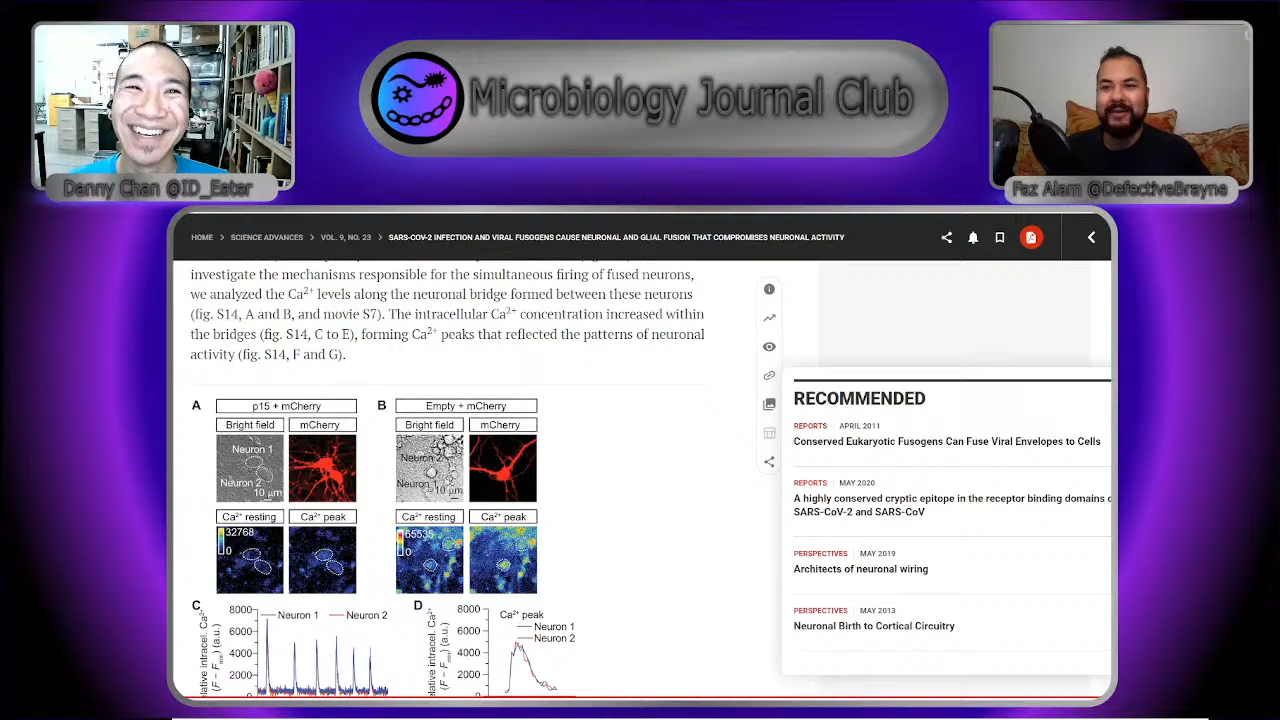 Microbiology Journal Club
Danny Chan @ID_Eater
Faz Alam @DefectiveBrayne
HOME > SCIENCE ADVANCES > VOL. 9, NO. 23 > SARS-COV-2 INFECTION AND VIRAL FUSOGENS CAUSE NEURONAL AND GLIAL FUSION THAT COMPROMISES NEURONAL ACTIVITY
investigate the mechanisms responsible for the simultaneous firing of fused neurons,
we analyzed the Ca²⁺ levels along the neuronal bridge formed between these neurons
(fig. S14, A and B, and movie S7). The intracellular Ca²⁺ concentration increased within
the bridges (fig. S14, C to E), forming Ca²⁺ peaks that reflected the patterns of neuronal
activity (fig. S14, F and G).
A
p15 + mCherry
Bright field
mCherry
Neuron 1
Neuron 2
10 μm
Ca²⁺ resting
Ca²⁺ peak
32768
0
B
Empty + mCherry
Bright field
mCherry
Neuron 2
Neuron 1
10 μm
Ca²⁺ resting
Ca²⁺ peak
65535
0
C
elative intracel. Ca²⁺
(F − Fmin) (a.u.)
8000
6000
4000
2000
Neuron 1
Neuron 2
D
elative intracel. Ca²⁺
(F − Fmin) (a.u.)
8000
6000
4000
2000
0
Ca²⁺ peak
Neuron 1
Neuron 2
RECOMMENDED
REPORTS | APRIL 2011
Conserved Eukaryotic Fusogens Can Fuse Viral Envelopes to Cells
REPORTS | MAY 2020
A highly conserved cryptic epitope in the receptor binding domains o
SARS-CoV-2 and SARS-CoV
PERSPECTIVES | MAY 2019
Architects of neuronal wiring
PERSPECTIVES | MAY 2013
Neuronal Birth to Cortical Circuitry